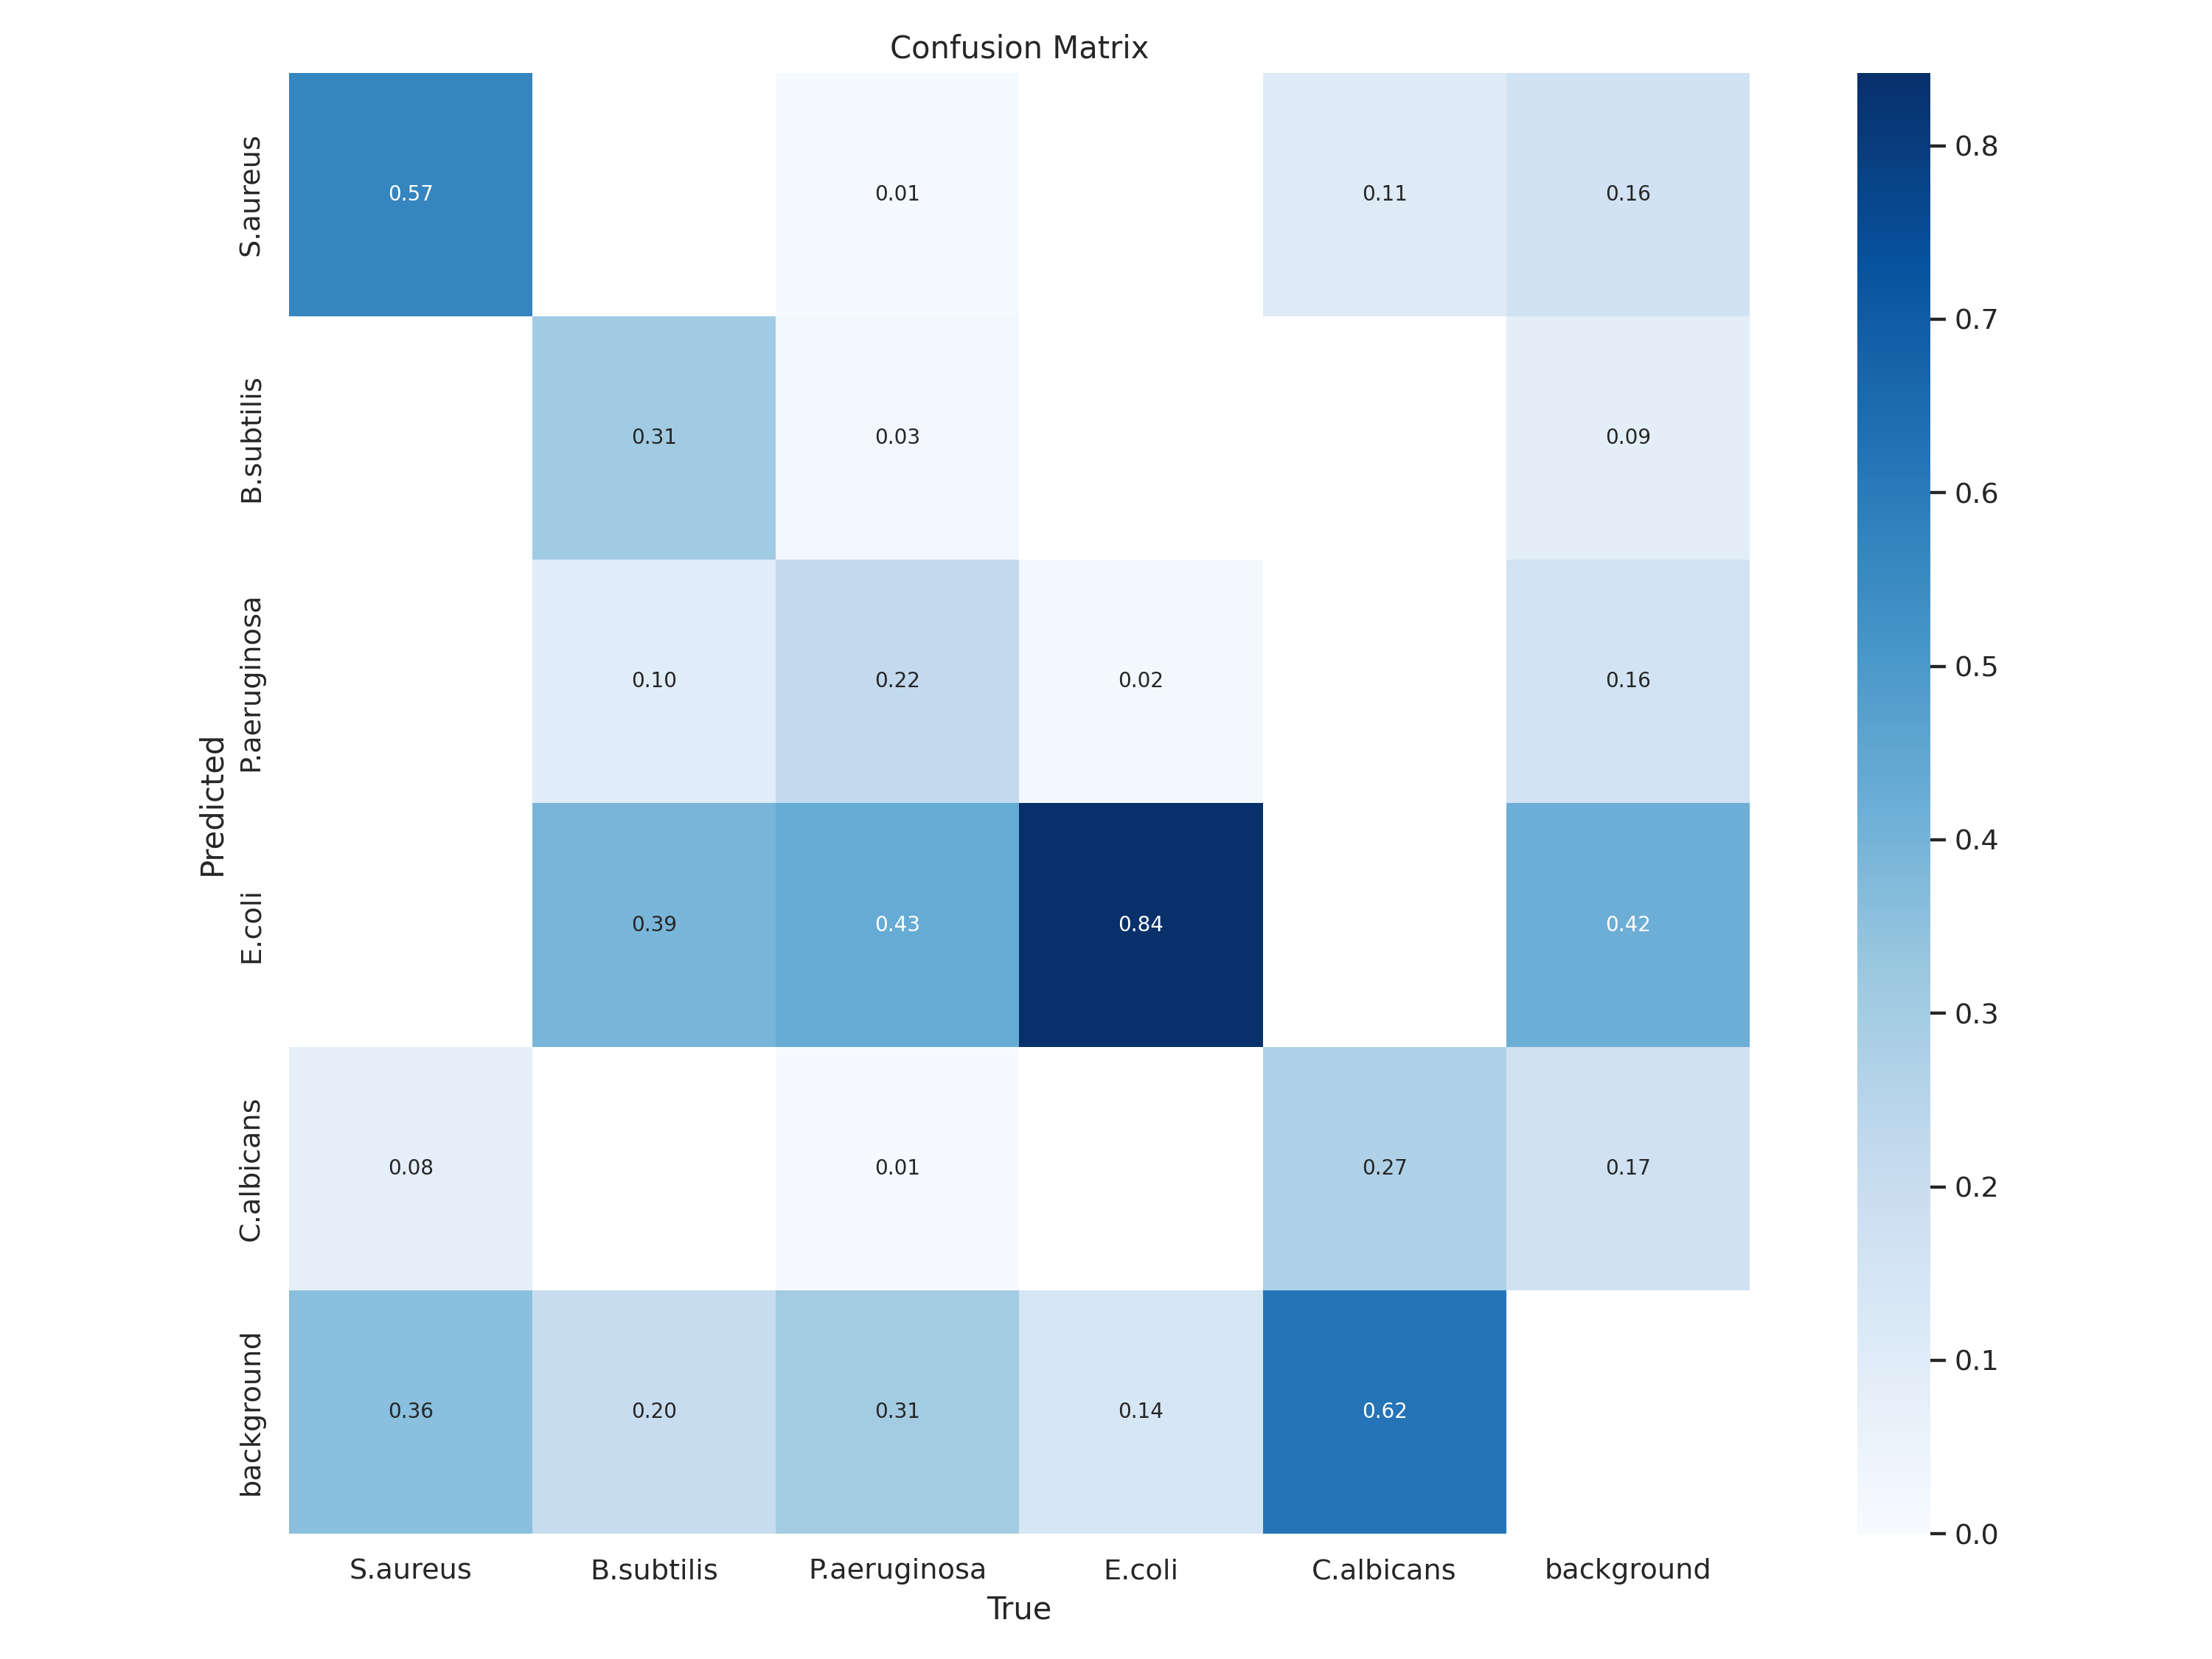 Confusion Matrix
S.aureus
0.57
0.01
0.11
0.16
B.subtilis
0.31
0.03
0.09
P.aeruginosa
0.10
0.22
0.02
0.16
E.coli
0.39
0.43
0.84
0.42
C.albicans
0.08
0.01
0.27
0.17
background
0.36
0.20
0.31
0.14
0.62
Predicted
S.aureus
B.subtilis
P.aeruginosa
E.coli
C.albicans
background
True
0.8
0.7
0.6
0.5
0.4
0.3
0.2
0.1
0.0